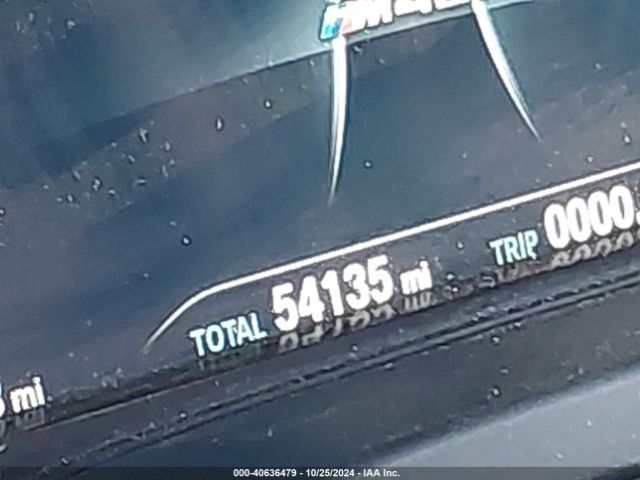 TOTAL 54135 mi
TRIP 0000.
mi
000-40636479 - 10/25/2024 - IAA Inc.